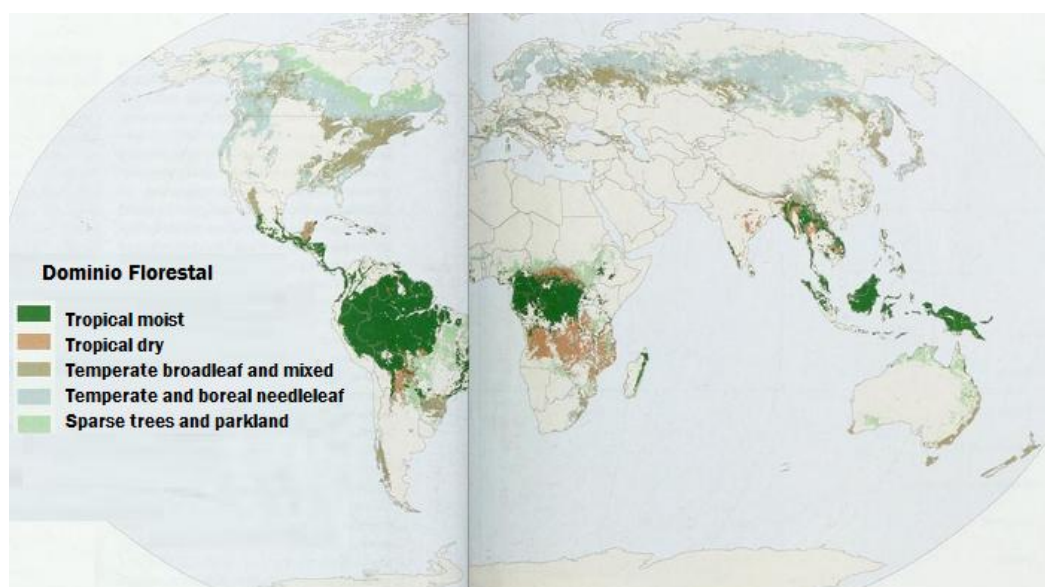 Dominio Florestal
Tropical moist
Tropical dry
Temperate broadleaf and mixed
Temperate and boreal needleleaf
Sparse trees and parkland